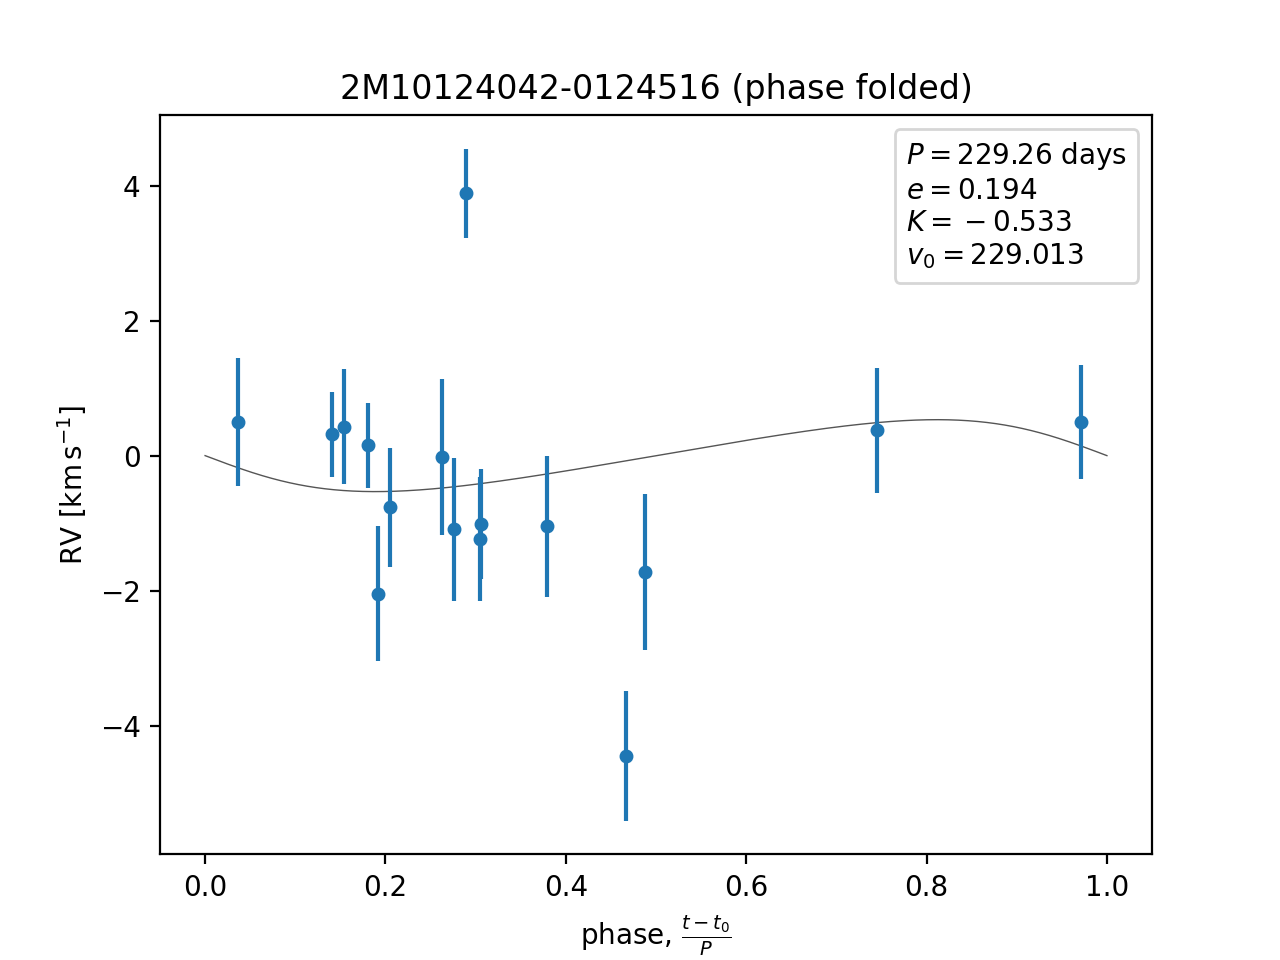 2M10124042-0124516 (phase folded)
P = 229.26 days
e = 0.194
K = −0.533
v₀ = 229.013
RV [km s⁻¹]
4
2
0
−2
−4
0.0 0.2 0.4 0.6 0.8 1.0
phase, (t − t₀)/P